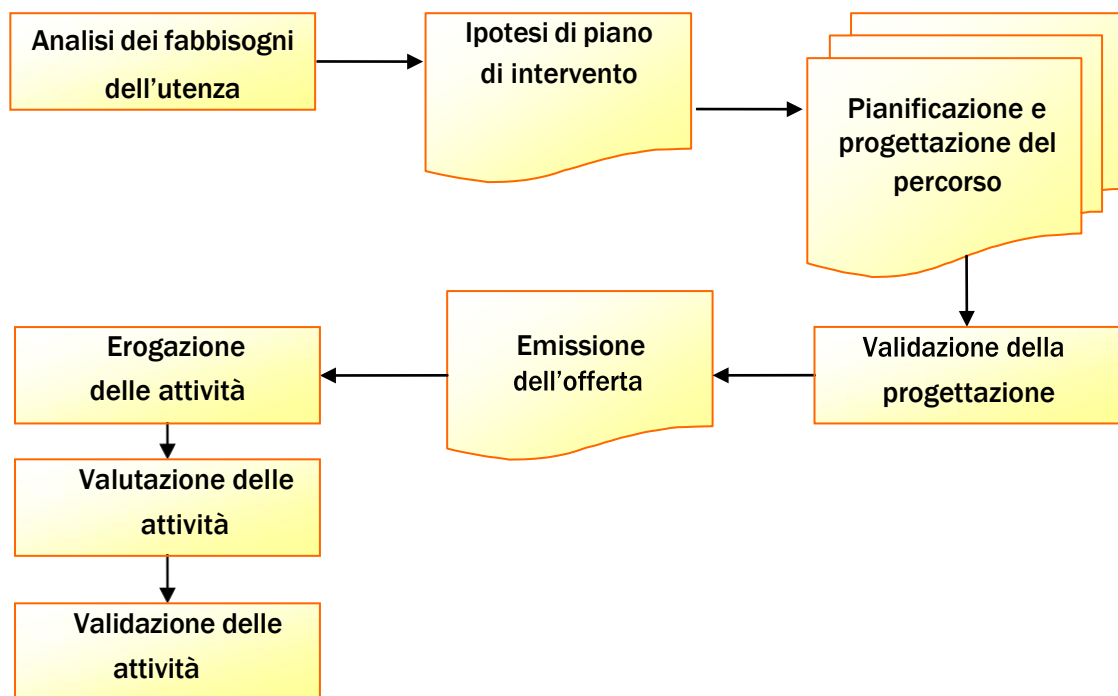 Analisi dei fabbisogni
dell’utenza
Ipotesi di piano
di intervento
Pianificazione e
progettazione del
percorso
Validazione della
progettazione
Emissione
dell’offerta
Erogazione
delle attività
Valutazione delle
attività
Validazione delle
attività